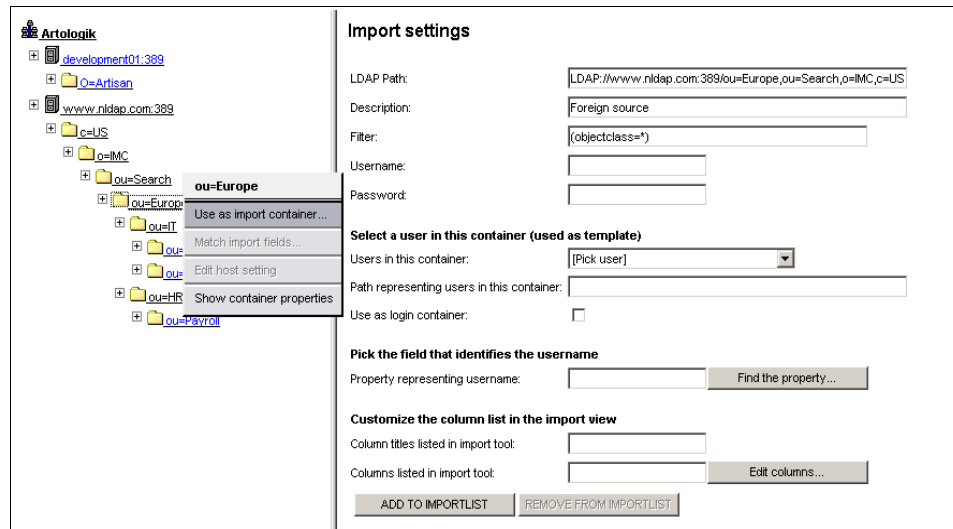 Artologik
development01:389
O=Artisan
www.nldap.com:389
c=US
o=IMC
ou=Search
ou=Europe
ou=IT
ou=
ou=
ou=HR
ou=Payroll
ou=Europe
Use as import container...
Match import fields...
Edit host setting
Show container properties
Import settings
LDAP Path: LDAP://www.nldap.com:389/ou=Europe,ou=Search,o=IMC,c=US
Description: Foreign source
Filter: (objectclass=*)
Username:
Password:
Select a user in this container (used as template)
Users in this container: [Pick user]
Path representing users in this container:
Use as login container:
Pick the field that identifies the username
Property representing username: Find the property...
Customize the column list in the import view
Column titles listed in import tool:
Columns listed in import tool: Edit columns...
ADD TO IMPORTLIST REMOVE FROM IMPORTLIST